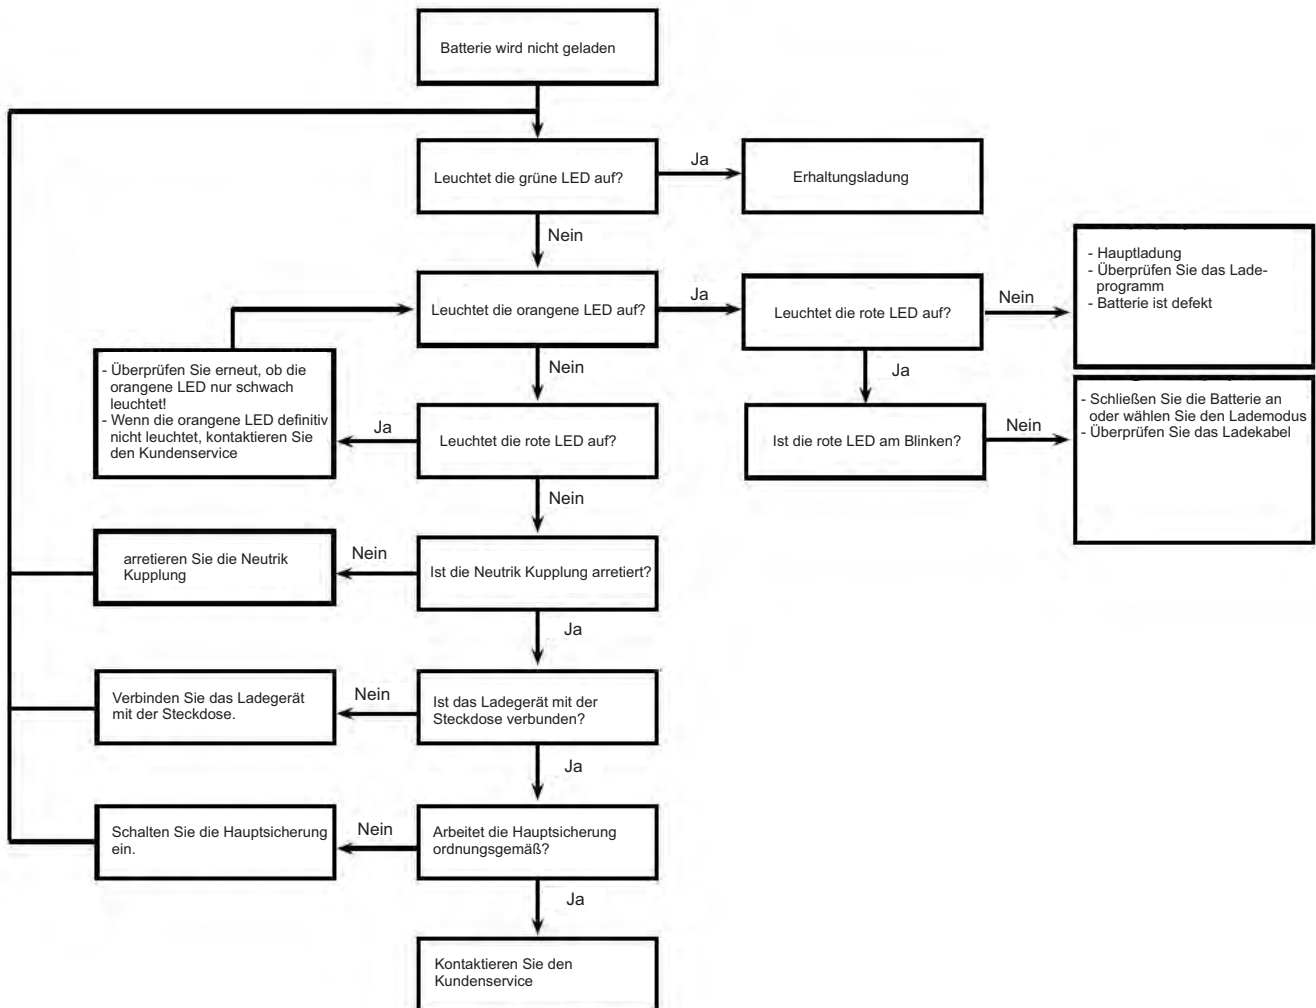 Batterie wird nicht geladen
Leuchtet die grüne LED auf?
Ja
Erhaltungsladung
Nein
Leuchtet die orangene LED auf?
Ja
Leuchtet die rote LED auf?
Nein
- Hauptladung
- Überprüfen Sie das Lade-
programm
- Batterie ist defekt
Ja
Ist die rote LED am Blinken?
Nein
- Schließen Sie die Batterie an
oder wählen Sie den Lademodus
- Überprüfen Sie das Ladekabel
Nein
Leuchtet die rote LED auf?
Ja
- Überprüfen Sie erneut, ob die
orangene LED nur schwach
leuchtet!
- Wenn die orangene LED definitiv
nicht leuchtet, kontaktieren Sie
den Kundenservice
Nein
Ist die Neutrik Kupplung arretiert?
Nein
arretieren Sie die Neutrik
Kupplung
Ja
Ist das Ladegerät mit der
Steckdose verbunden?
Nein
Verbinden Sie das Ladegerät
mit der Steckdose.
Ja
Arbeitet die Hauptsicherung
ordnungsgemäß?
Nein
Schalten Sie die Hauptsicherung
ein.
Ja
Kontaktieren Sie den
Kundenservice